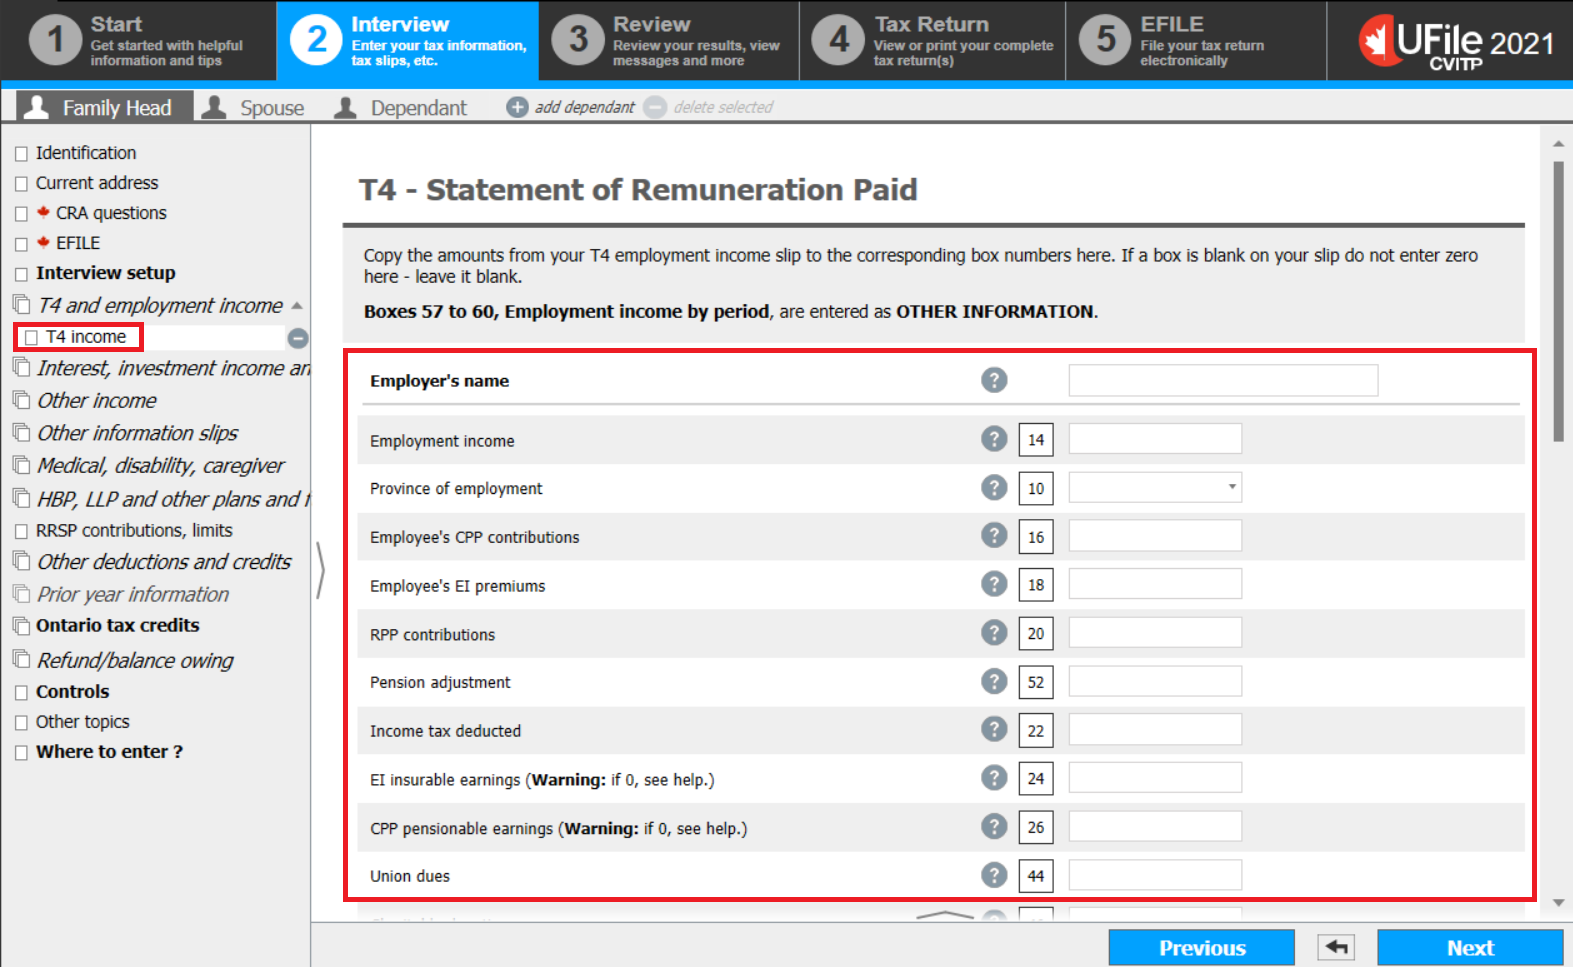 1
Start
Get started with helpful
information and tips
2
Interview
Enter your tax information,
tax slips, etc.
3
Review
Review your results, view
messages and more
4
Tax Return
View or print your complete
tax return(s)
5
EFILE
File your tax return
electronically
UFile 2021
CVITP
Family Head
Spouse
Dependant
add dependant
delete selected
Identification
Current address
CRA questions
EFILE
Interview setup
T4 and employment income
T4 income
Interest, investment income an
Other income
Other information slips
Medical, disability, caregiver
HBP, LLP and other plans and f
RRSP contributions, limits
Other deductions and credits
Prior year information
Ontario tax credits
Refund/balance owing
Controls
Other topics
Where to enter ?
T4 - Statement of Remuneration Paid
Copy the amounts from your T4 employment income slip to the corresponding box numbers here. If a box is blank on your slip do not enter zero
here - leave it blank.
Boxes 57 to 60, Employment income by period, are entered as OTHER INFORMATION.
Employer's name ?
Employment income ? 14
Province of employment ? 10
Employee's CPP contributions ? 16
Employee's EI premiums ? 18
RPP contributions ? 20
Pension adjustment ? 52
Income tax deducted ? 22
EI insurable earnings (Warning: if 0, see help.) ? 24
CPP pensionable earnings (Warning: if 0, see help.) ? 26
Union dues ? 44
Previous
Next